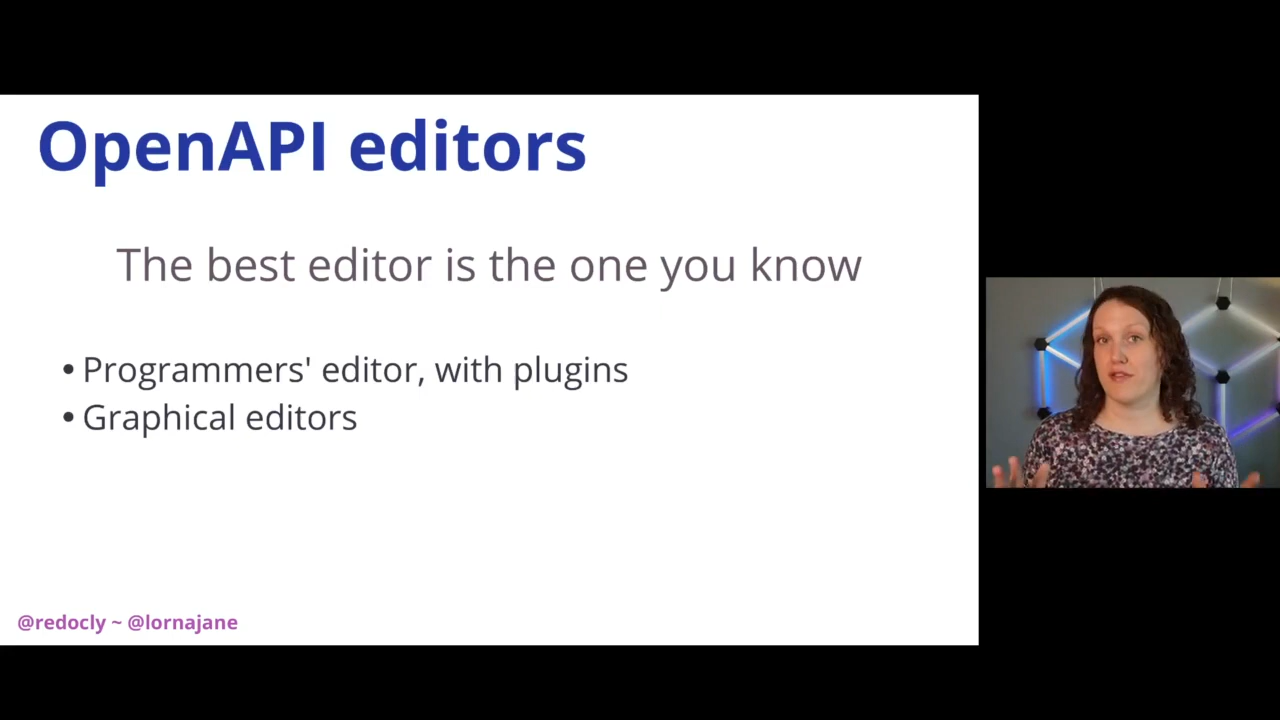 OpenAPI editors
The best editor is the one you know
• Programmers' editor, with plugins
• Graphical editors
@redocly ~ @lornajane